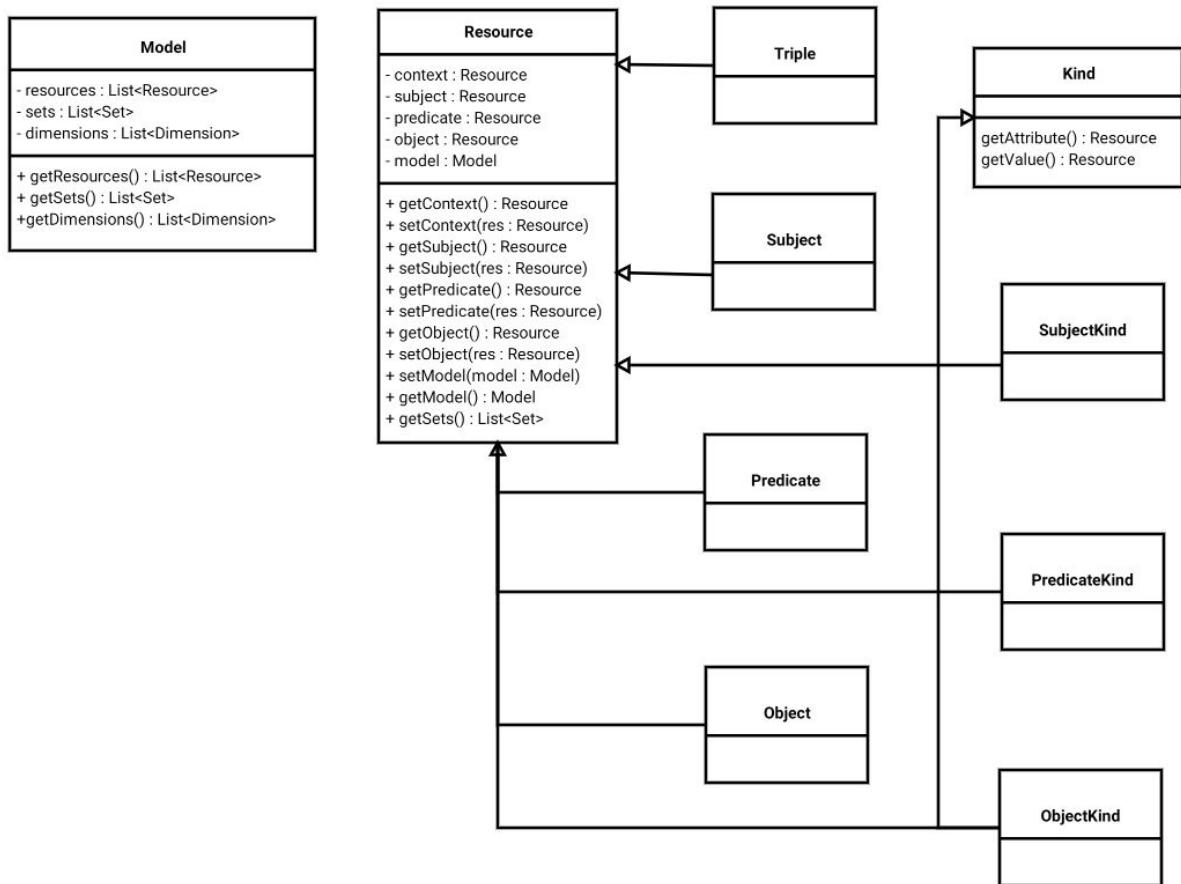 Model
- resources : List<Resource>
- sets : List<Set>
- dimensions : List<Dimension>
+ getResources() : List<Resource>
+ getSets() : List<Set>
+getDimensions() : List<Dimension>
Resource
- context : Resource
- subject : Resource
- predicate : Resource
- object : Resource
- model : Model
+ getContext() : Resource
+ setContext(res : Resource)
+ getSubject() : Resource
+ setSubject(res : Resource)
+ getPredicate() : Resource
+ setPredicate(res : Resource)
+ getObject() : Resource
+ setObject(res : Resource)
+ setModel(model : Model)
+ getModel() : Model
+ getSets() : List<Set>
Triple
Kind
getAttribute() : Resource
getValue() : Resource
Subject
SubjectKind
Predicate
PredicateKind
Object
ObjectKind